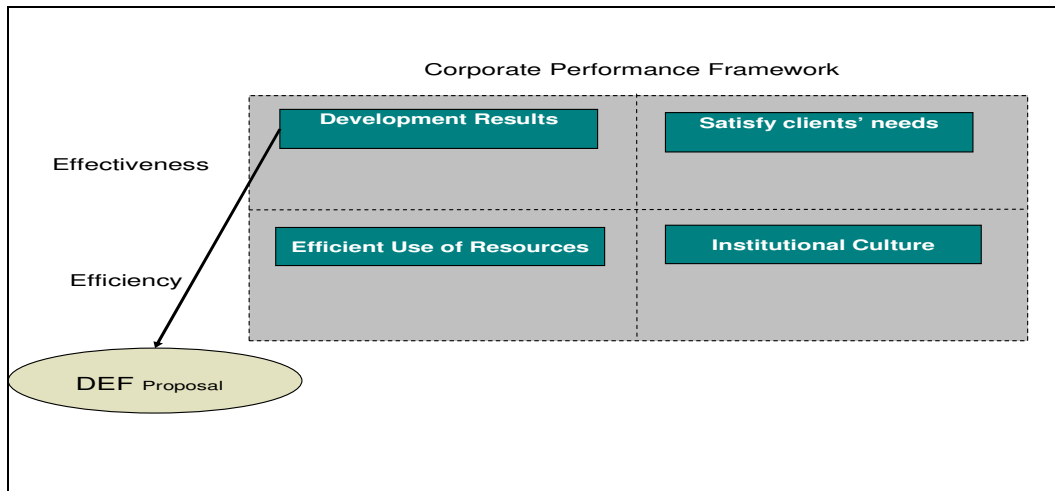 Corporate Performance Framework
Development Results
Satisfy clients’ needs
Effectiveness
Efficient Use of Resources
Institutional Culture
Efficiency
DEF Proposal